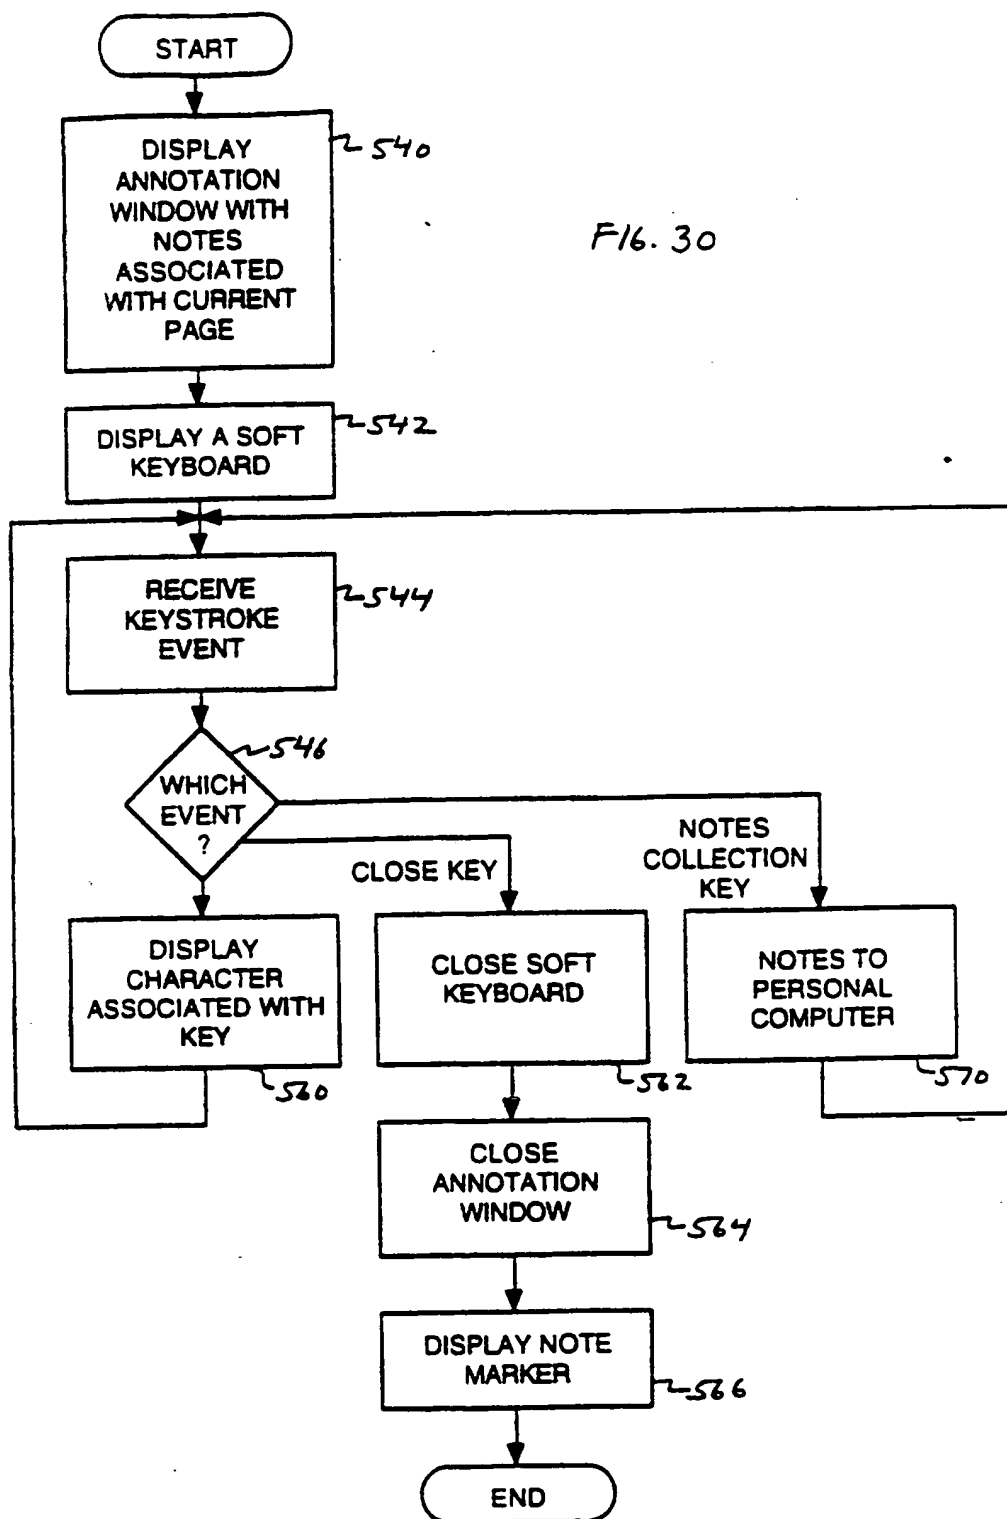 START
DISPLAY
ANNOTATION
WINDOW WITH
NOTES
ASSOCIATED
WITH CURRENT
PAGE
540
FIG. 30
DISPLAY A SOFT
KEYBOARD
542
RECEIVE
KEYSTROKE
EVENT
544
WHICH
EVENT
?
546
CLOSE KEY
NOTES
COLLECTION
KEY
DISPLAY
CHARACTER
ASSOCIATED WITH
KEY
560
CLOSE SOFT
KEYBOARD
562
NOTES TO
PERSONAL
COMPUTER
570
CLOSE
ANNOTATION
WINDOW
564
DISPLAY NOTE
MARKER
566
END